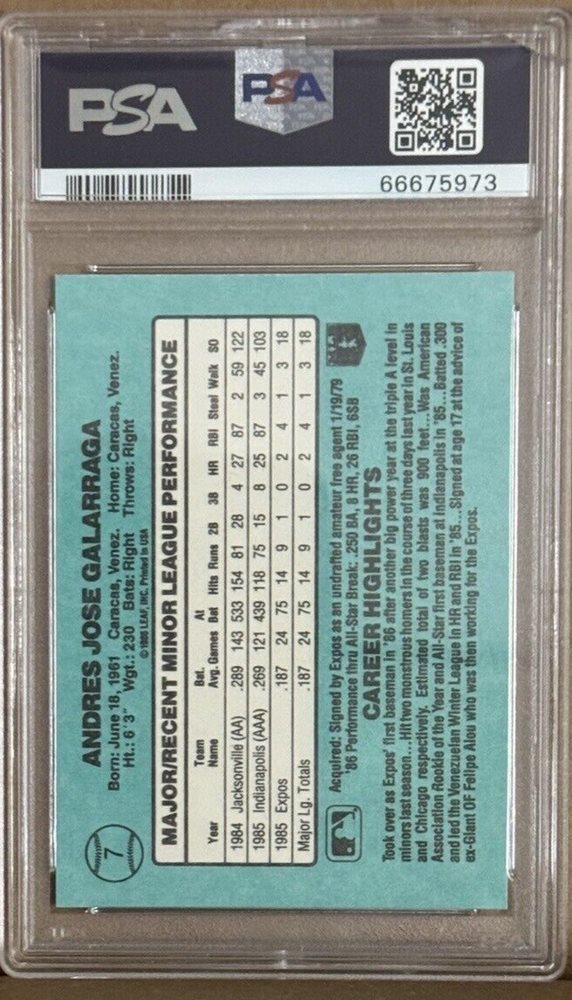 PSA
PSA
66675973
7
ANDRES JOSE GALARRAGA
Born: June 18, 1961 Caracas, Venez. Home: Caracas, Venez.
Ht.: 6' 3" Wgt.: 230 Bats: Right Throws: Right
© 1986 LEAF, INC. Printed in USA
MAJOR/RECENT MINOR LEAGUE PERFORMANCE
Year Team Name Bat. Avg. Games At Bat Hits Runs 2B 3B HR RBI Steal Walk SO
1984 Jacksonville (AA) .289 143 533 154 81 28 4 27 87 2 59 122
1985 Indianapolis (AAA) .269 121 439 118 75 15 8 25 87 3 45 103
1985 Expos .187 24 75 14 9 1 0 2 4 1 3 18
Major Lg. Totals .187 24 75 14 9 1 0 2 4 1 3 18
Acquired: Signed by Expos as an undrafted amateur free agent 1/19/79
'86 Performance thru All-Star Break: .250 BA, 8 HR, 26 RBI, 6SB
CAREER HIGHLIGHTS
Took over as Expos' first baseman in '86 after another big power year at the triple A level in
minors last season... Hit two monstrous homers in the course of three days last year in St. Louis
and Chicago respectively. Estimated total of two blasts was 900 feet... Was American
Association Rookie of the Year and All-Star first baseman at Indianapolis in '85... Batted .300
and led the Venezuelan Winter League in HR and RBI in '85... Signed at age 17 at the advice of
ex-Giant OF Felipe Alou who was then working for the Expos.